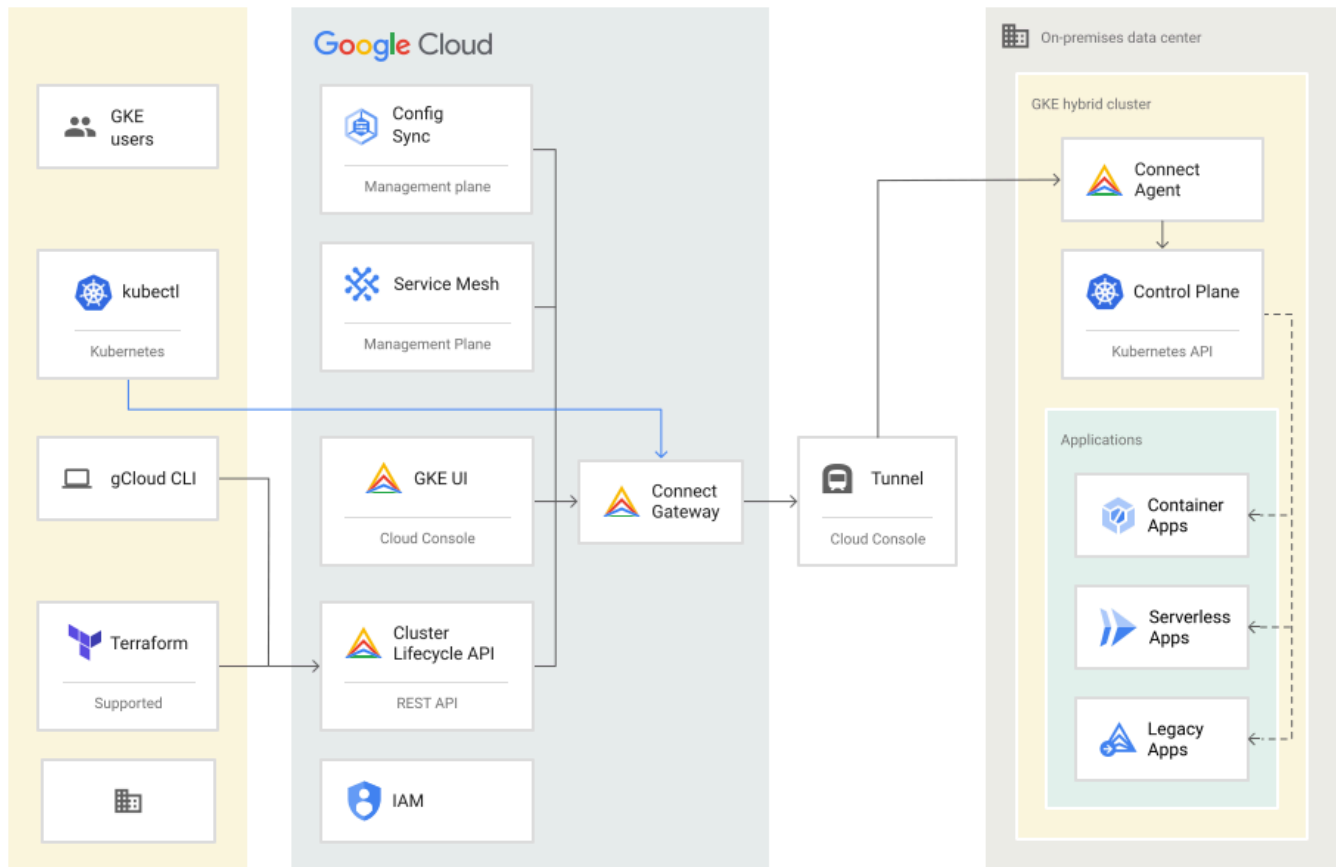 GKE
users
kubectl
Kubernetes
gCloud CLI
Terraform
Supported
Google Cloud
Config
Sync
Management plane
Service Mesh
Management Plane
GKE UI
Cloud Console
Cluster
Lifecycle API
REST API
IAM
Connect
Gateway
Tunnel
Cloud Console
On-premises data center
GKE hybrid cluster
Connect
Agent
Control Plane
Kubernetes API
Applications
Container
Apps
Serverless
Apps
Legacy
Apps